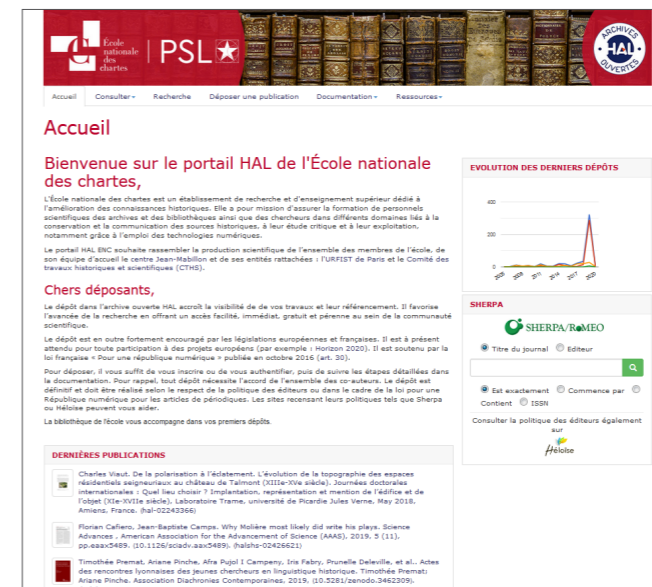 École
nationale
des
chartes
PSL
ARCHIVES
HAL
OUVERTES
Accueil Consulter Recherche Déposer une publication Documentation Ressources
Accueil
Bienvenue sur le portail HAL de l'École nationale
des chartes,
L'École nationale des chartes est un établissement de recherche et d'enseignement supérieur dédié à
l'amélioration des connaissances historiques. Elle a pour mission d'assurer la formation de personnels
scientifiques des archives et des bibliothèques ainsi que des chercheurs dans différents domaines liés à la
conservation et la communication des sources historiques, à leur étude critique et à leur exploitation,
notamment grâce à l'emploi des technologies numériques.
Le portail HAL ENC souhaite rassembler la production scientifique de l'ensemble des membres de l'école, de
son équipe d'accueil le centre Jean-Mabillon et de ses entités rattachées : l'URFIST de Paris et le Comité des
travaux historiques et scientifiques (CTHS).
Chers déposants,
Le dépôt dans l'archive ouverte HAL accroît la visibilité de de vos travaux et leur référencement. Il favorise
l'avancée de la recherche en offrant un accès facilité, immédiat, gratuit et pérenne au sein de la communauté
scientifique.
Le dépôt est en outre fortement encouragé par les législations européennes et françaises. Il est à présent
attendu pour toute participation à des projets européens (par exemple : Horizon 2020). Il est soutenu par la
loi française « Pour une république numérique » publiée en octobre 2016 (art. 30).
Pour déposer, il vous suffit de vous inscrire ou de vous authentifier, puis de suivre les étapes détaillées dans
la documentation. Pour rappel, tout dépôt nécessite l'accord de l'ensemble des co-auteurs. Le dépôt est
définitif et doit être réalisé selon le respect de la politique des éditeurs ou dans le cadre de la loi pour une
République numérique pour les articles de périodiques. Les sites recensant leurs politiques tels que Sherpa
ou Héloïse peuvent vous aider.
La bibliothèque de l'école vous accompagne dans vos premiers dépôts.
DERNIÈRES PUBLICATIONS
Charles Viaut. De la polarisation à l'éclatement. L'évolution de la topographie des espaces
résidentiels seigneuriaux au château de Talmont (XIIIe-XVe siècle). Journées doctorales
internationales : Quel lieu choisir ? Implantation, représentation et mention de l'édifice et de
l'objet (XIe-XVIIe siècle), Laboratoire Trame, université de Picardie Jules Verne, May 2018,
Amiens, France. ⟨hal-02243366⟩
Florian Cafiero, Jean-Baptiste Camps. Why Molière most likely did write his plays. Science
Advances , American Association for the Advancement of Science (AAAS), 2019, 5 (11),
pp.eaax5489. ⟨10.1126/sciadv.aax5489⟩. ⟨halshs-02426621⟩
Timothée Premat, Ariane Pinche, Afra Pujol I Campeny, Iris Fabry, Prunelle Deleville, et al.. Actes
des rencontres lyonnaises des jeunes chercheurs en linguistique historique. Timothée Premat;
Ariane Pinche. Association Diachronies Contemporaines, 2019, ⟨10.5281/zenodo.3462309⟩.
EVOLUTION DES DERNIERS DÉPÔTS
400
200
0
2005 2008 2011 2014 2017 2020
SHERPA
SHERPA/RoMEO
Titre du journal Editeur
Est exactement Commence par
Contient ISSN
Consulter la politique des éditeurs également
sur
Héloïse